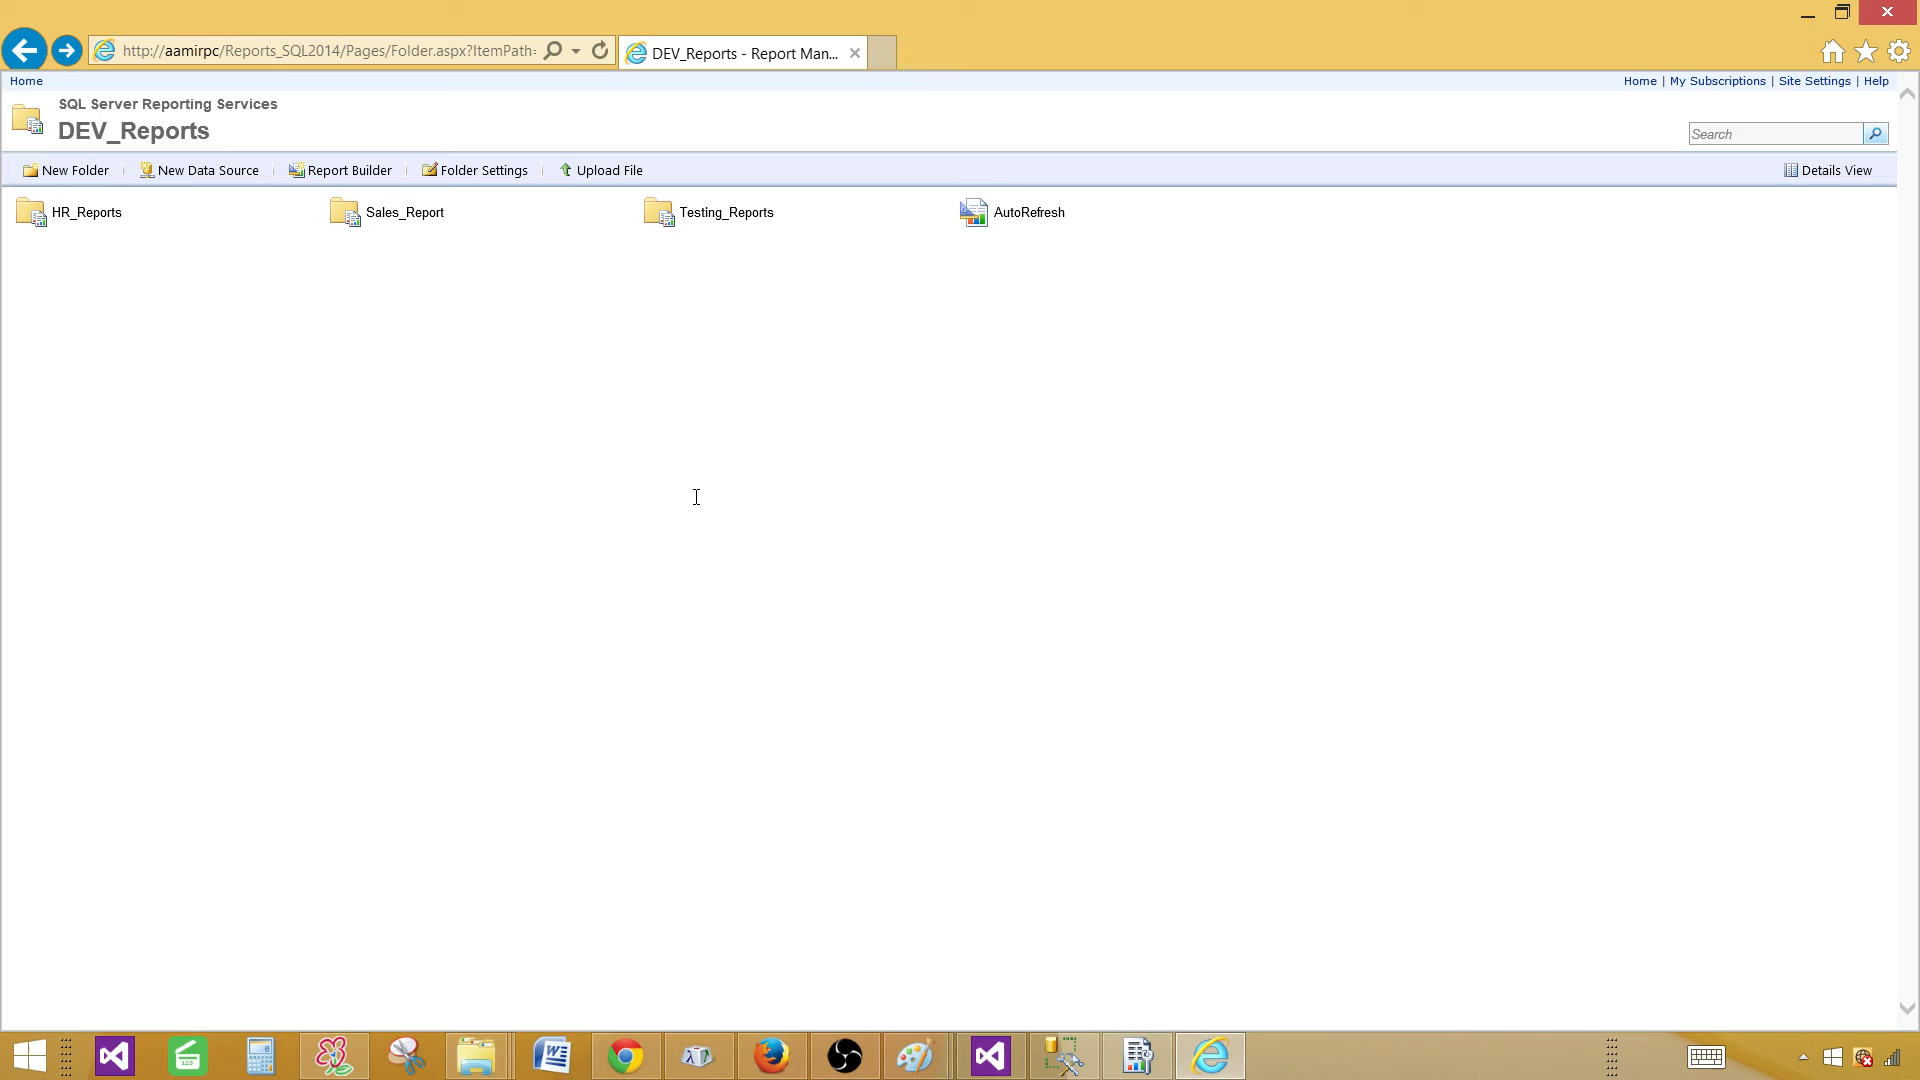 http://aamirpc/Reports_SQL2014/Pages/Folder.aspx?ItemPath=
DEV_Reports - Report Man...
Home
Home | My Subscriptions | Site Settings | Help
SQL Server Reporting Services
DEV_Reports
Search
New Folder
New Data Source
Report Builder
Folder Settings
Upload File
Details View
HR_Reports
Sales_Report
Testing_Reports
AutoRefresh